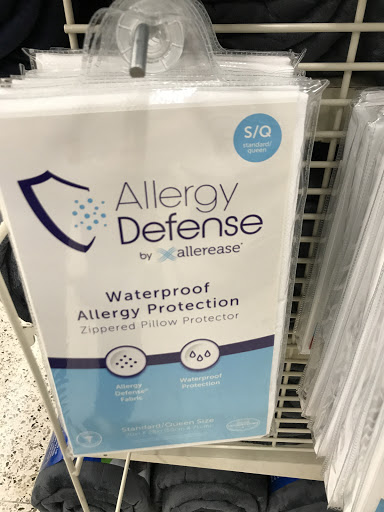 S/Q
standard/
queen
Allergy
Defense
by allerease®
Waterproof
Allergy Protection
Zippered Pillow Protector
Allergy
Defense™
Fabric
Waterproof
Protection
Standard/Queen Size